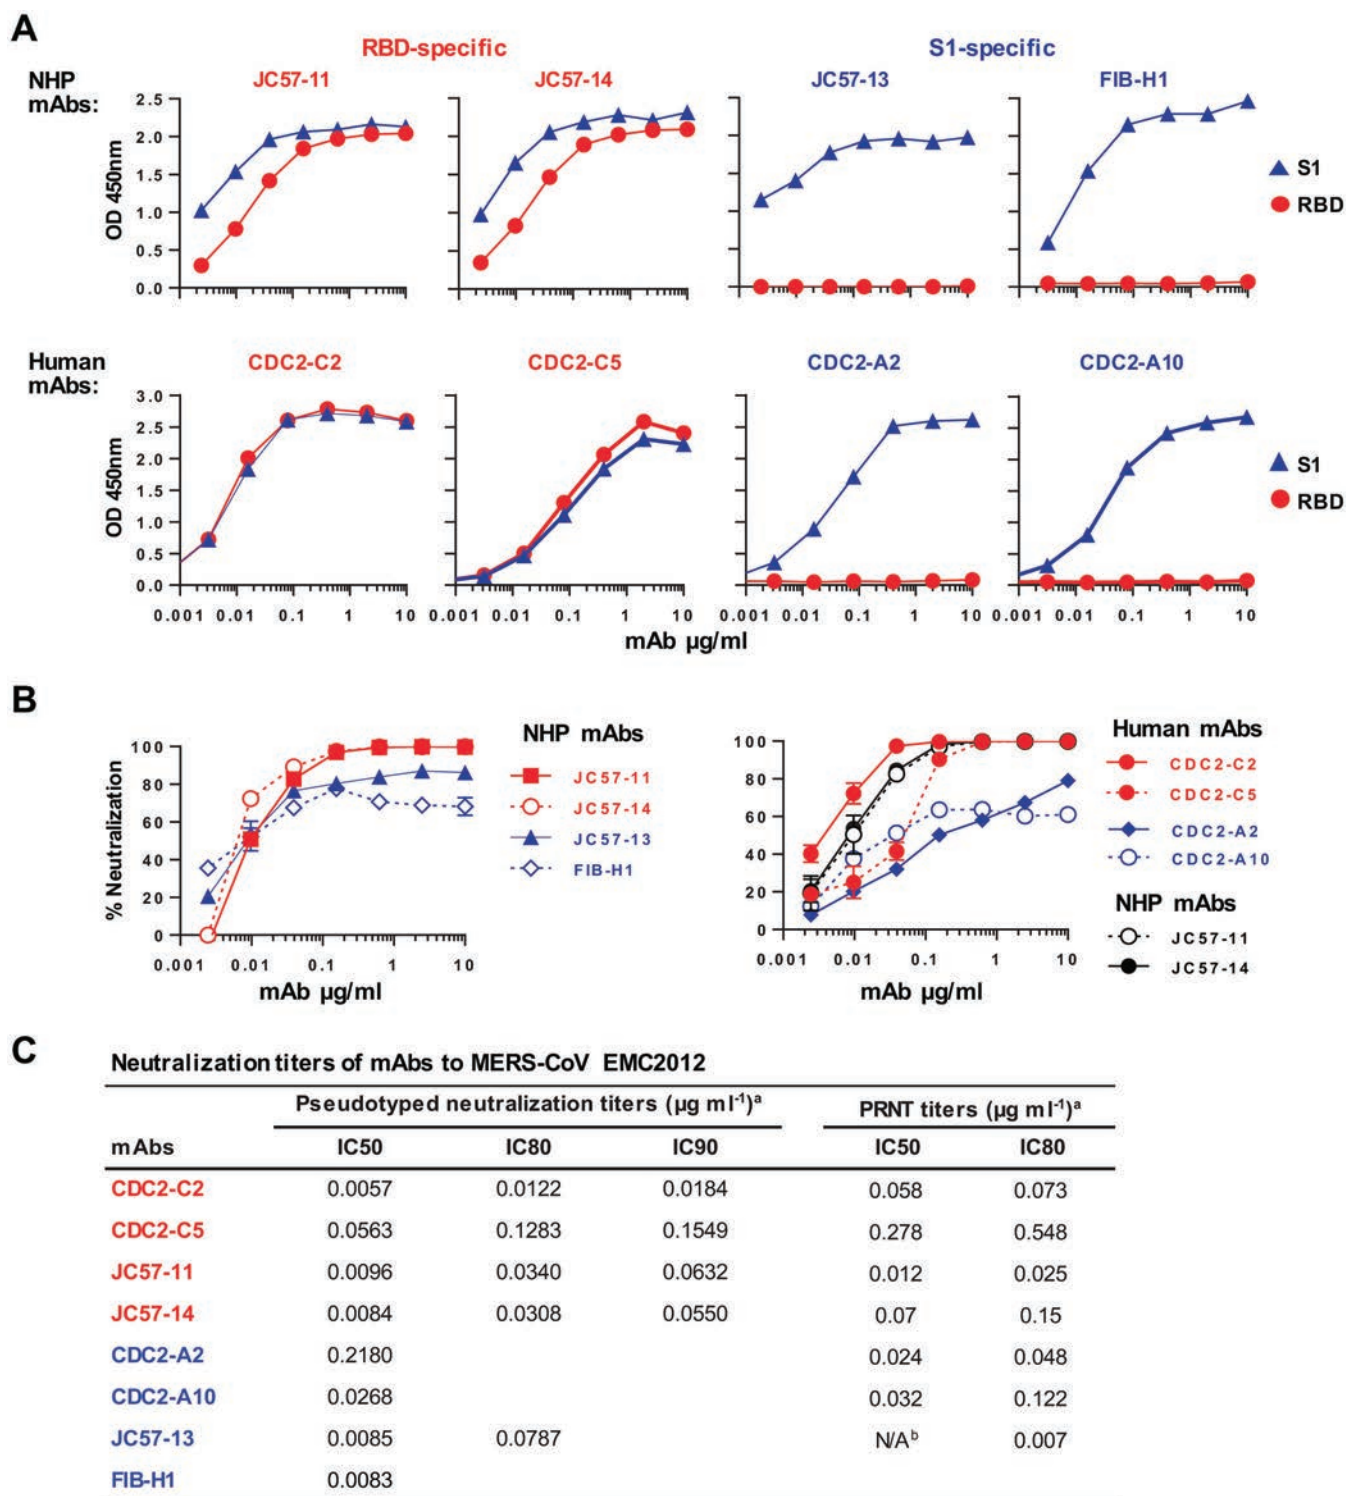 A
RBD-specific S1-specific
NHP mAbs:
JC57-11 JC57-14 JC57-13 FIB-H1
2.5
2.0
1.5
1.0
0.5
0.0
OD 450nm
S1
RBD
Human mAbs:
CDC2-C2 CDC2-C5 CDC2-A2 CDC2-A10
3.0
2.5
2.0
1.5
1.0
0.5
0.0
OD 450nm
S1
RBD
0.001 0.01 0.1 1 10 0.001 0.01 0.1 1 10 0.001 0.01 0.1 1 10 0.001 0.01 0.1 1 10
mAb µg/ml
B
100
80
60
40
20
0
% Neutralization
0.001 0.01 0.1 1 10
mAb µg/ml
NHP mAbs
JC57-11
JC57-14
JC57-13
FIB-H1
100
80
60
40
20
0
0.001 0.01 0.1 1 10
mAb µg/ml
Human mAbs
CDC2-C2
CDC2-C5
CDC2-A2
CDC2-A10
NHP mAbs
JC57-11
JC57-14
C
Neutralization titers of mAbs to MERS-CoV EMC2012
Pseudotyped neutralization titers (µg ml-1)a PRNT titers (µg ml-1)a
mAbs IC50 IC80 IC90 IC50 IC80
CDC2-C2 0.0057 0.0122 0.0184 0.058 0.073
CDC2-C5 0.0563 0.1283 0.1549 0.278 0.548
JC57-11 0.0096 0.0340 0.0632 0.012 0.025
JC57-14 0.0084 0.0308 0.0550 0.07 0.15
CDC2-A2 0.2180 0.024 0.048
CDC2-A10 0.0268 0.032 0.122
JC57-13 0.0085 0.0787 N/Ab 0.007
FIB-H1 0.0083